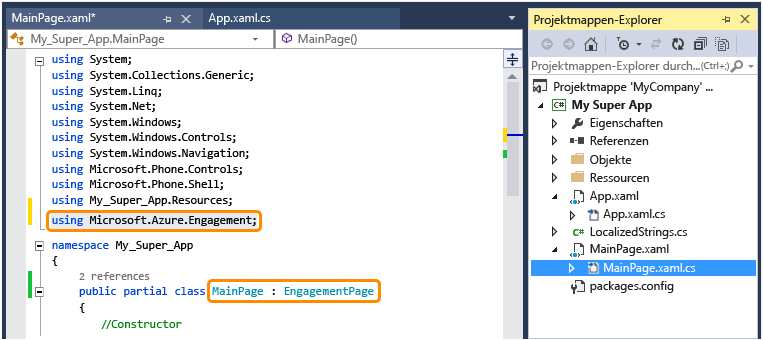 MainPage.xaml*
App.xaml.cs
My_Super_App.MainPage
MainPage()
using System;
using System.Collections.Generic;
using System.Linq;
using System.Net;
using System.Windows;
using System.Windows.Controls;
using System.Windows.Navigation;
using Microsoft.Phone.Controls;
using Microsoft.Phone.Shell;
using My_Super_App.Resources;
using Microsoft.Azure.Engagement;
namespace My_Super_App
{
2 references
public partial class MainPage : EngagementPage
{
//Constructor
Projektmappen-Explorer
Projektmappen-Explorer durch...(Ctrl+:)
Projektmappe 'MyCompany' ...
C# My Super App
Eigenschaften
Referenzen
Objekte
Ressourcen
App.xaml
App.xaml.cs
C# LocalizedStrings.cs
MainPage.xaml
MainPage.xaml.cs
packages.config